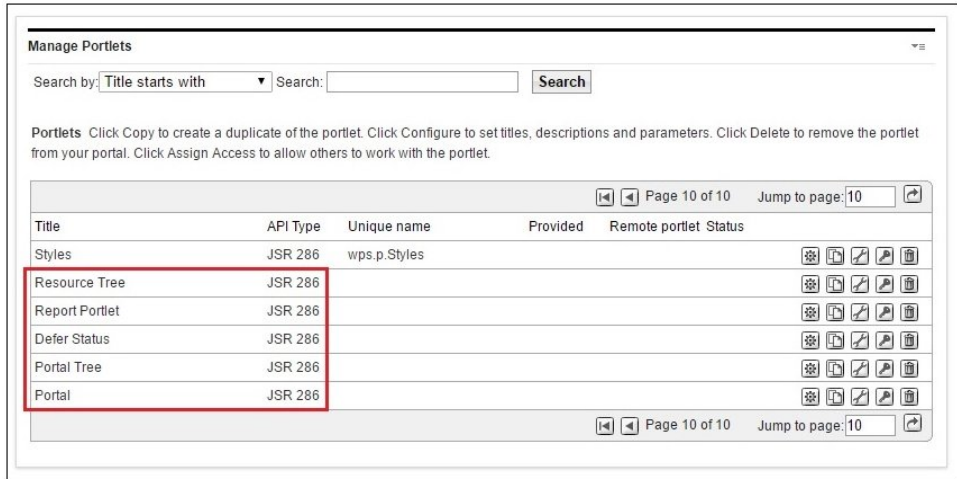 Manage Portlets
Search by: Title starts with Search: Search
Portlets Click Copy to create a duplicate of the portlet. Click Configure to set titles, descriptions and parameters. Click Delete to remove the portlet
from your portal. Click Assign Access to allow others to work with the portlet.
Page 10 of 10 Jump to page: 10
Title API Type Unique name Provided Remote portlet Status
Styles JSR 286 wps.p.Styles
Resource Tree JSR 286
Report Portlet JSR 286
Defer Status JSR 286
Portal Tree JSR 286
Portal JSR 286
Page 10 of 10 Jump to page: 10